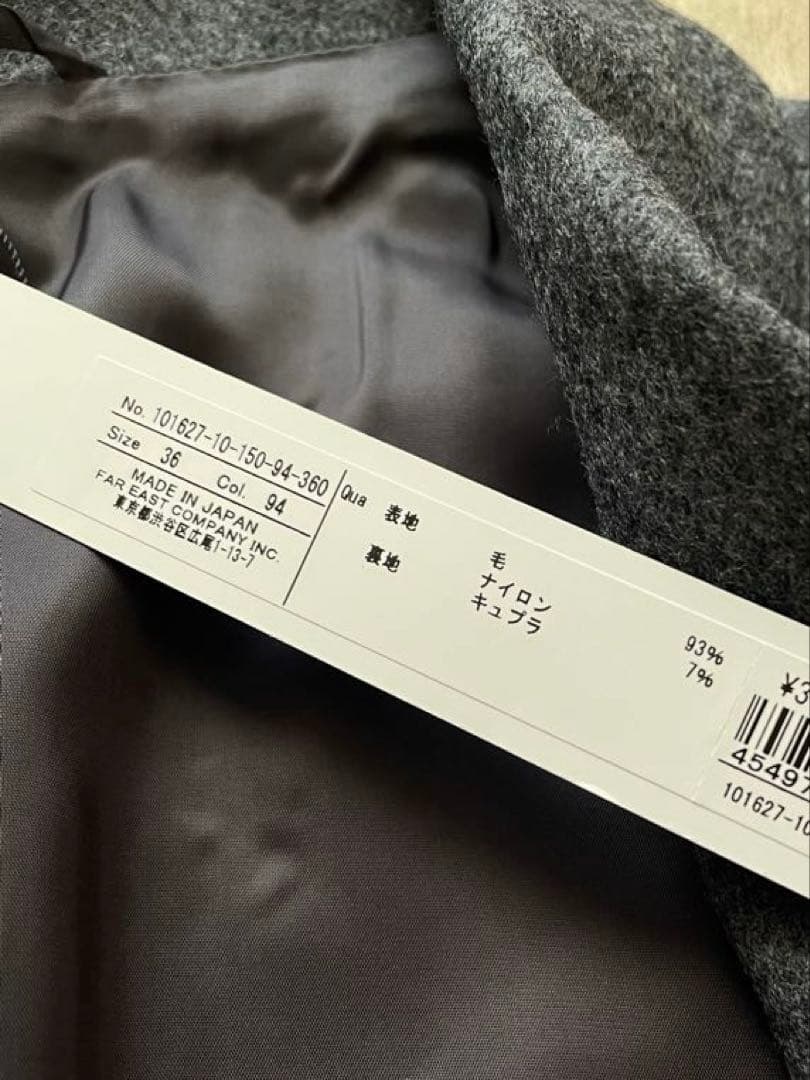 No. 101627-10-150-94-360
Size 36 Col. 94
MADE IN JAPAN
FAR EAST COMPANY INC.
東京都渋谷区広尾1-13-7
Qua 表地 毛 93%
ナイロン 7%
裏地 キュプラ
¥3
45497
101627-10